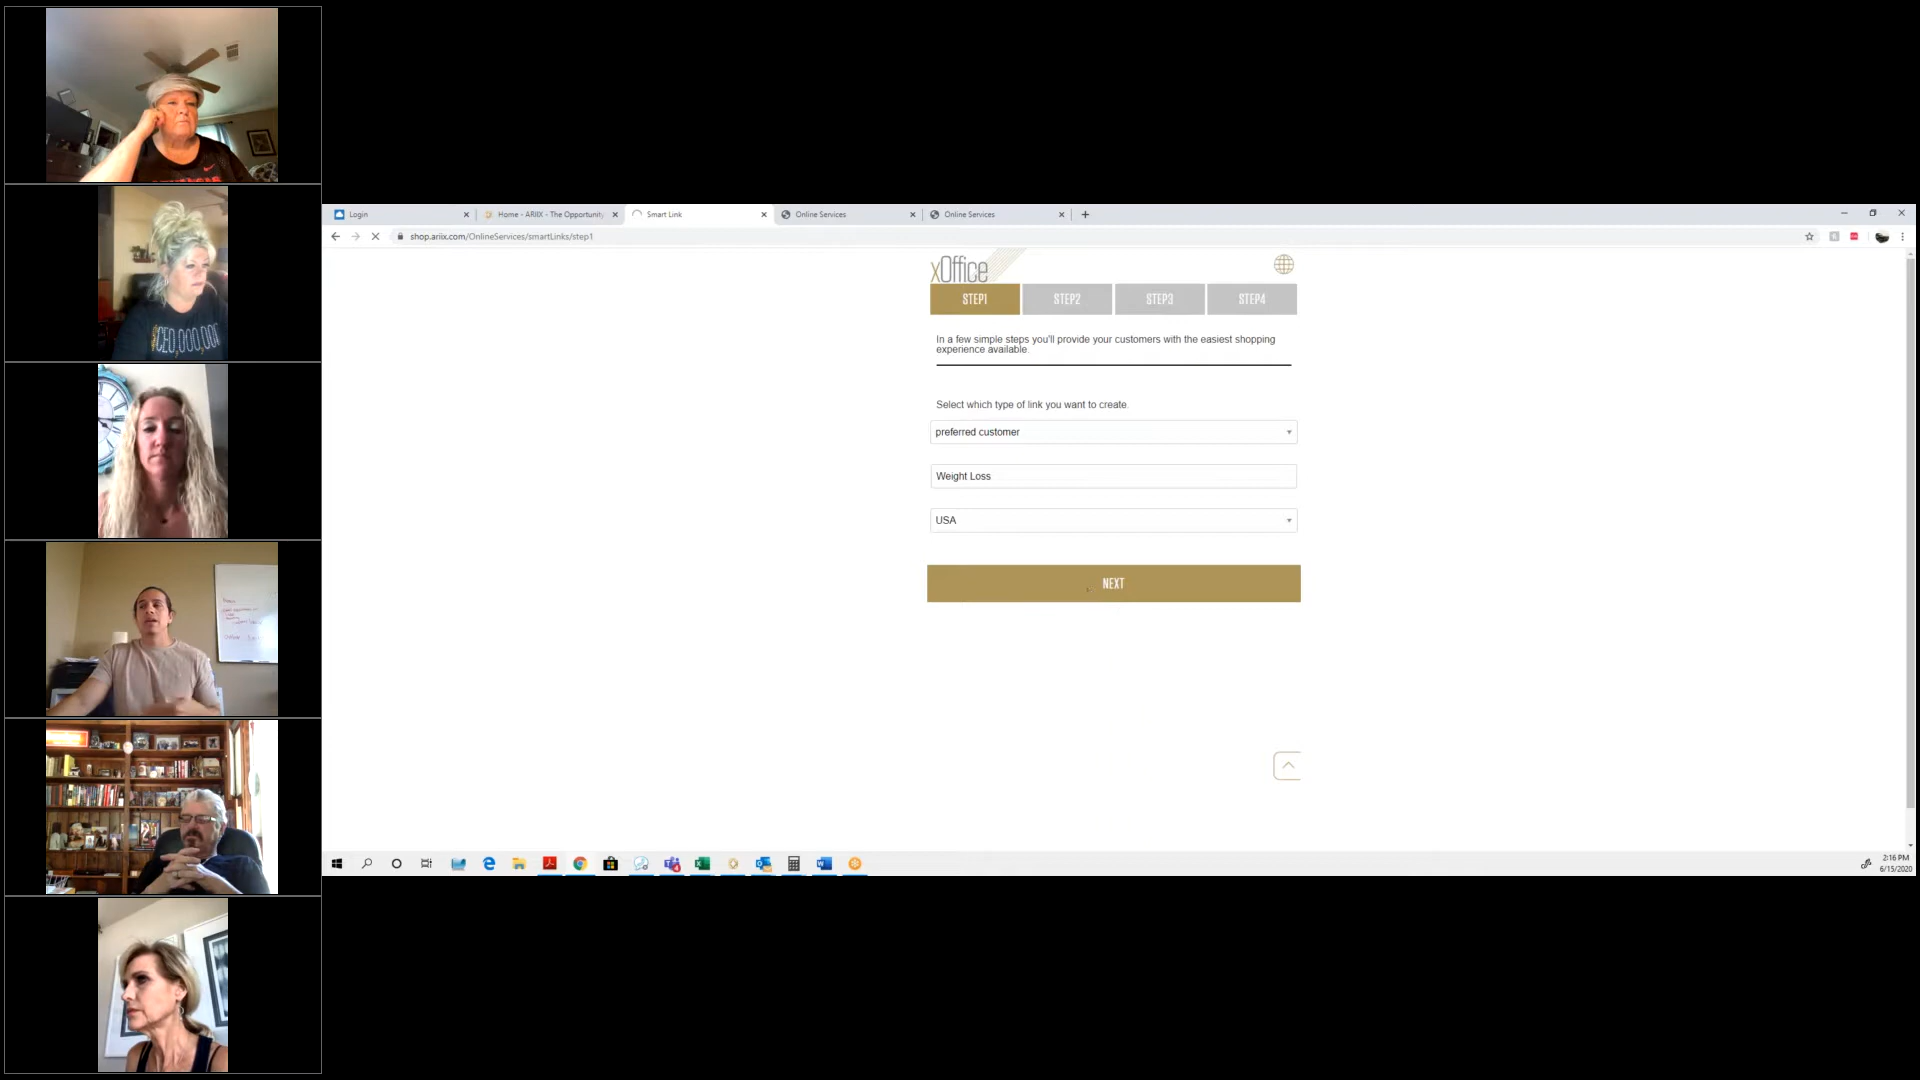 Login
Home - ARIIX - The Opportunity
Smart Link
Online Services
Online Services
shop.ariix.com/OnlineServices/smartLinks/step1
xOffice
STEP1
STEP2
STEP3
STEP4
In a few simple steps you'll provide your customers with the easiest shopping
experience available.
Select which type of link you want to create.
preferred customer
Weight Loss
USA
NEXT
2:16 PM
6/15/2020